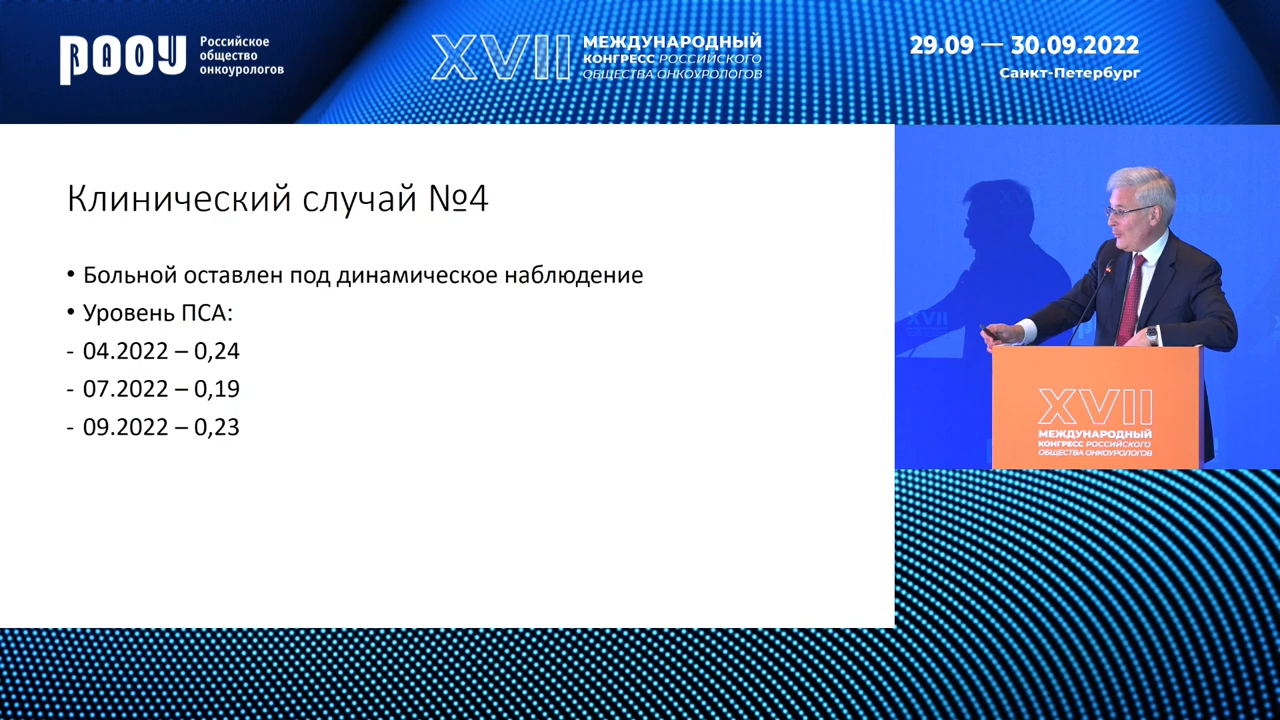 РАОУ
Российское
общество
онкоурологов
XVII
МЕЖДУНАРОДНЫЙ
КОНГРЕСС РОССИЙСКОГО
ОБЩЕСТВА ОНКОУРОЛОГОВ
29.09 — 30.09.2022
Санкт-Петербург
Клинический случай №4
• Больной оставлен под динамическое наблюдение
• Уровень ПСА:
- 04.2022 – 0,24
- 07.2022 – 0,19
- 09.2022 – 0,23
XVII
XVII
МЕЖДУНАРОДНЫЙ
КОНГРЕСС РОССИЙСКОГО
ОБЩЕСТВА ОНКОУРОЛОГОВ